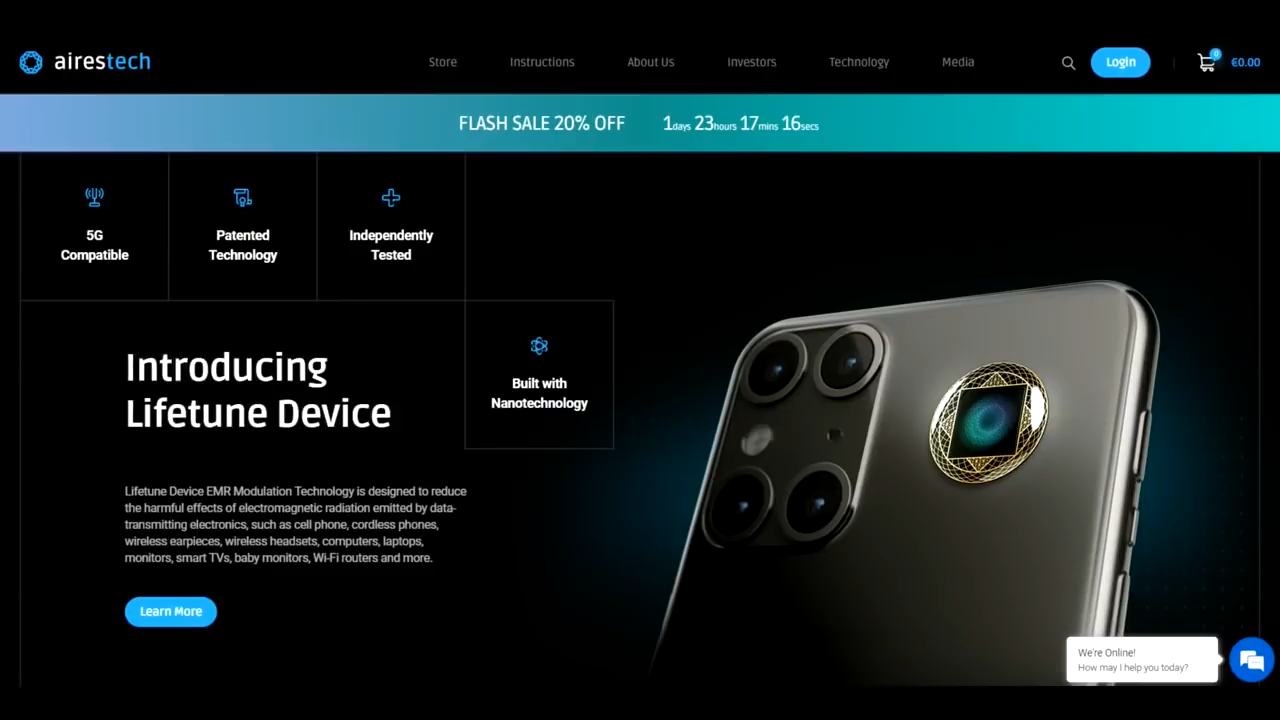 airestech
Store Instructions About Us Investors Technology Media
Login
0
€0.00
FLASH SALE 20% OFF 1days 23hours 17mins 16secs
5G
Compatible
Patented
Technology
Independently
Tested
Introducing
Lifetune Device
Built with
Nanotechnology
Lifetune Device EMR Modulation Technology is designed to reduce
the harmful effects of electromagnetic radiation emitted by data-
transmitting electronics, such as cell phone, cordless phones,
wireless earpieces, wireless headsets, computers, laptops,
monitors, smart TVs, baby monitors, Wi-Fi routers and more.
Learn More
We're Online!
How may I help you today?